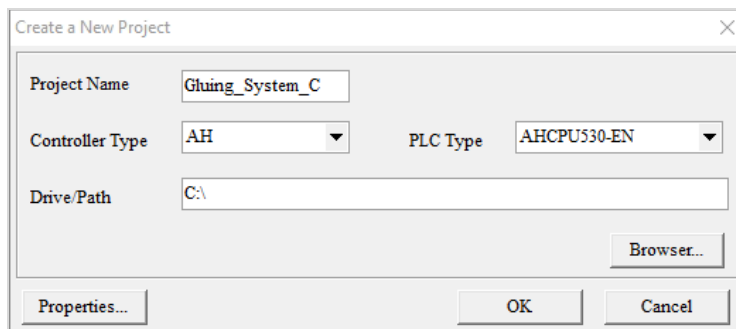 Create a New Project
Project Name Gluing_System_C
Controller Type AH PLC Type AHCPU530-EN
Drive/Path C:\
Browser...
Properties... OK Cancel